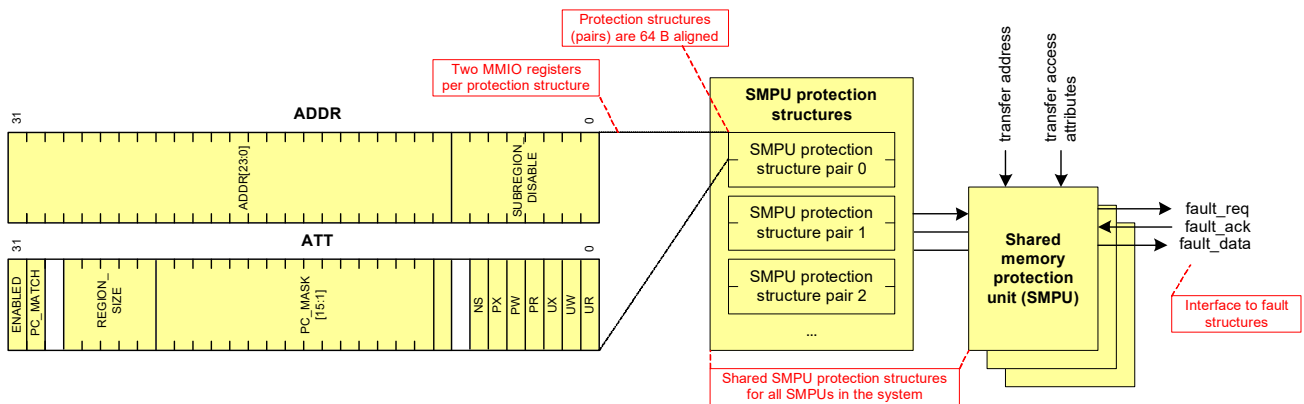 Protection structures
(pairs) are 64 B aligned
Two MMIO registers
per protection structure
31
ADDR
0
ADDR[23:0]
SUBREGION_
DISABLE
31
ATT
0
ENABLED
PC_MATCH
REGION_
SIZE
PC_MASK
[15:1]
NS
PX
PW
PR
UX
UW
UR
SMPU protection
structures
SMPU protection
structure pair 0
SMPU protection
structure pair 1
SMPU protection
structure pair 2
...
Shared SMPU protection structures
for all SMPUs in the system
transfer address
transfer access
attributes
Shared
memory
protection
unit (SMPU)
fault_req
fault_ack
fault_data
Interface to fault
structures